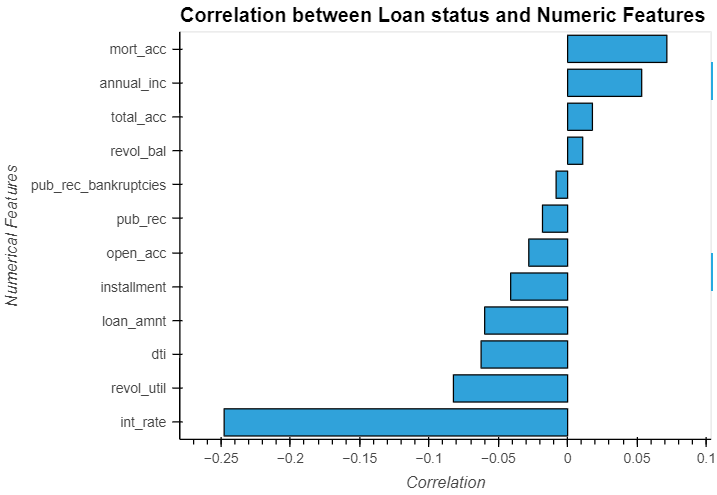 Correlation between Loan status and Numeric Features
Numerical Features
mort_acc
annual_inc
total_acc
revol_bal
pub_rec_bankruptcies
pub_rec
open_acc
installment
loan_amnt
dti
revol_util
int_rate
−0.25 −0.2 −0.15 −0.1 −0.05 0 0.05 0.1
Correlation